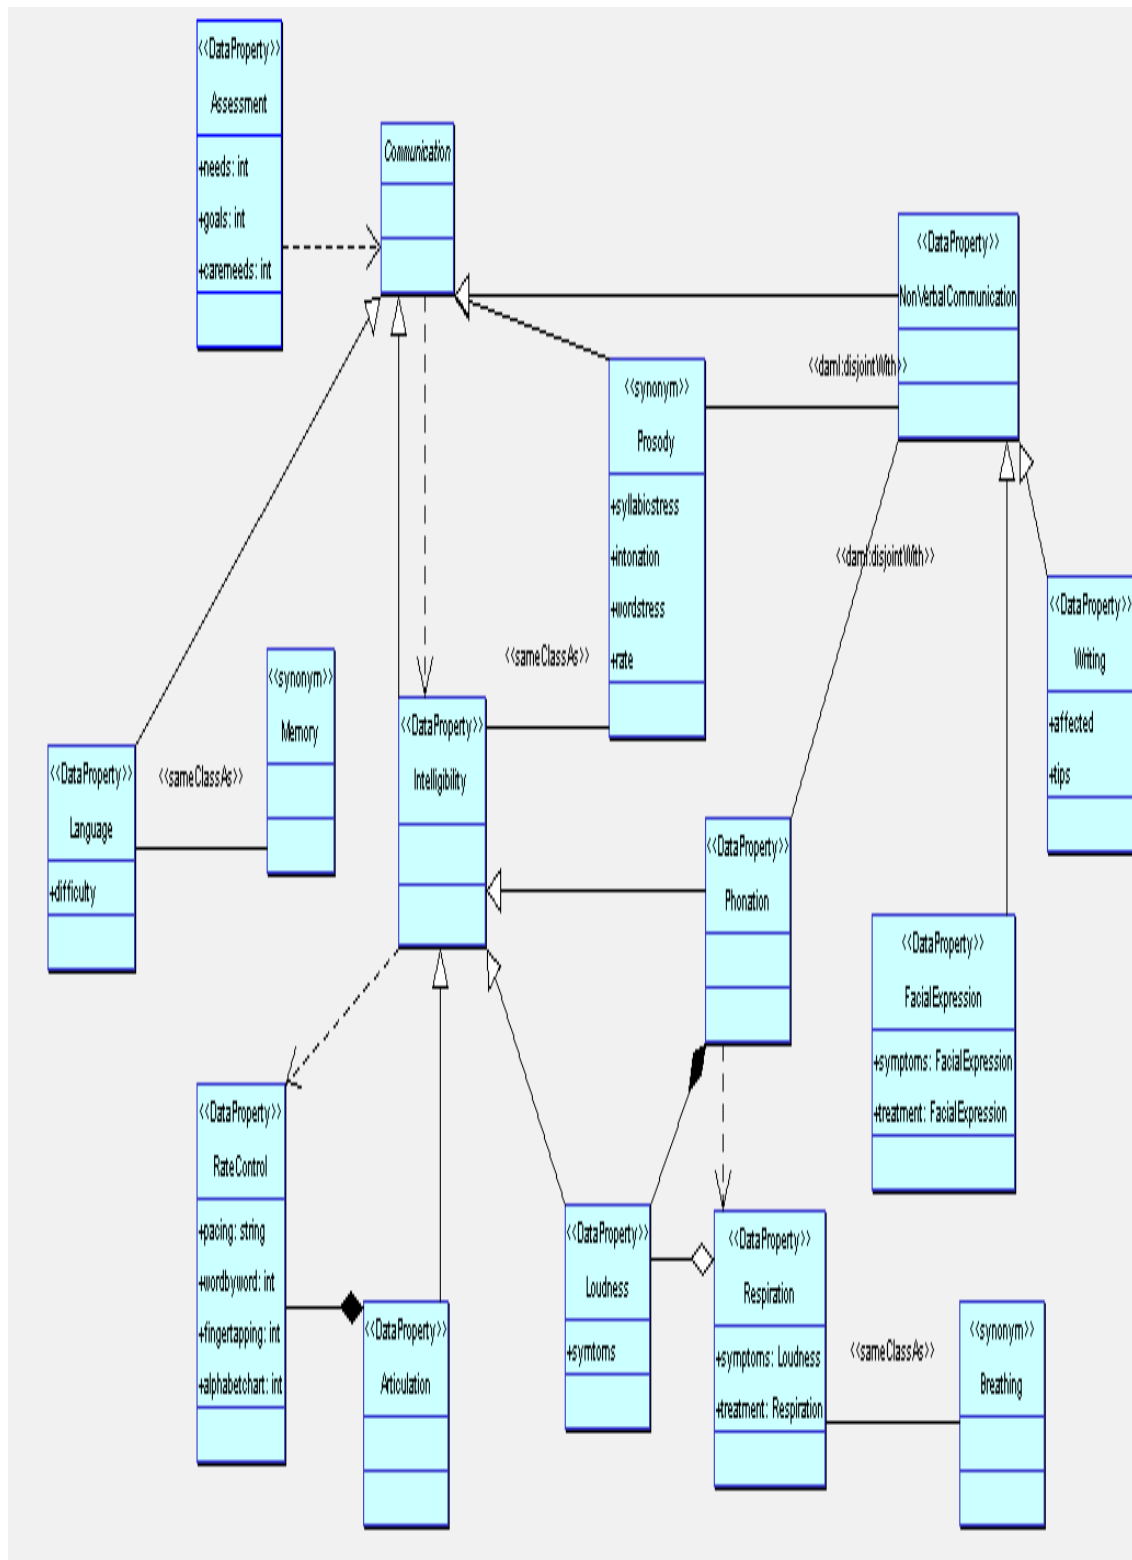 <<DataProperty>>
Assessment
+needs: int
+goals: int
+careneeds: int
Communication
<<DataProperty>>
NonVerbalCommunication
<<daml:disjointWith>>
<<synonym>>
Prosody
+syllabicstress
+intonation
+wordstress
+rate
<<daml:disjointWith>>
<<DataProperty>>
Writing
+affected
+tips
<<sameClassAs>>
<<synonym>>
Memory
<<DataProperty>>
Intelligibility
<<DataProperty>>
Language
+difficulty
<<sameClassAs>>
<<DataProperty>>
Phonation
<<DataProperty>>
FacialExpression
+symptoms: FacialExpression
+treatment: FacialExpression
<<DataProperty>>
RateControl
+pacing: string
+wordbyword: int
+fingertapping: int
+alphabetchart: int
<<DataProperty>>
Articulation
<<DataProperty>>
Loudness
+symtoms
<<DataProperty>>
Respiration
+symptoms: Loudness
+treatment: Respiration
<<sameClassAs>>
<<synonym>>
Breathing